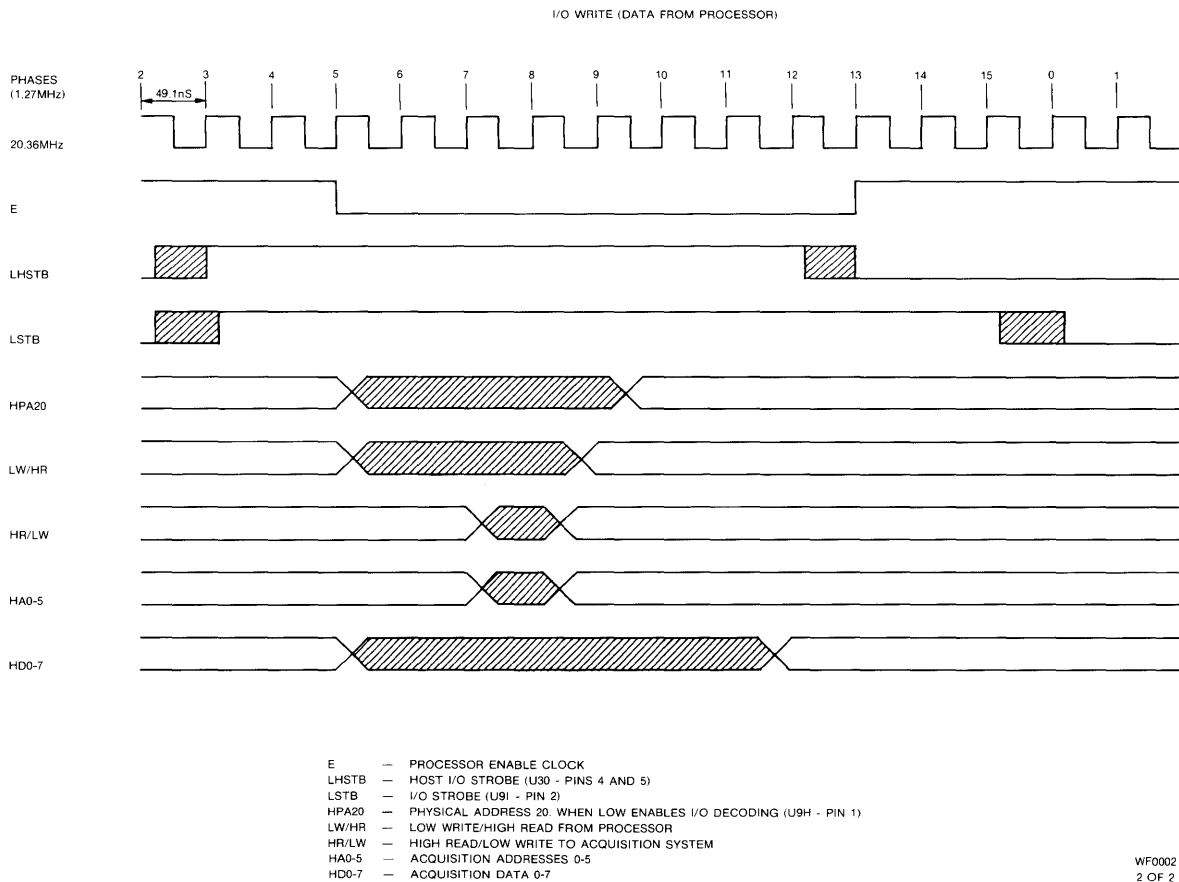 I/O WRITE (DATA FROM PROCESSOR)
PHASES
(1.27MHz)
2 3 4 5 6 7 8 9 10 11 12 13 14 15 0 1
49.1nS
20.36MHz
E
LHSTB
LSTB
HPA20
LW/HR
HR/LW
HA0-5
HD0-7
E — PROCESSOR ENABLE CLOCK
LHSTB — HOST I/O STROBE (U30 - PINS 4 AND 5)
LSTB — I/O STROBE (U9I - PIN 2)
HPA20 — PHYSICAL ADDRESS 20. WHEN LOW ENABLES I/O DECODING (U9H - PIN 1)
LW/HR — LOW WRITE/HIGH READ FROM PROCESSOR
HR/LW — HIGH READ/LOW WRITE TO ACQUISITION SYSTEM
HA0-5 — ACQUISITION ADDRESSES 0-5
HD0-7 — ACQUISITION DATA 0-7
WF0002
2 OF 2